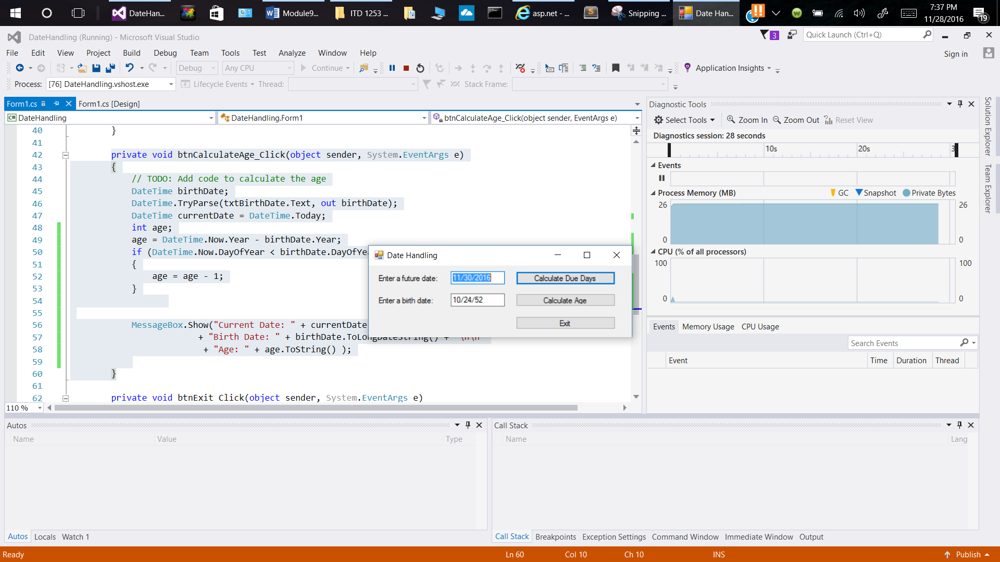 DateHan...
Module9...
ITD 1253 ...
asp.net - ...
Snipping ...
Date Han...
7:37 PM
11/28/2016
19
DateHandling (Running) - Microsoft Visual Studio
3
Quick Launch (Ctrl+Q)
File Edit View Project Build Debug Team Tools Test Analyze Window Help
Sign in
Debug Any CPU Continue Application Insights
Process: [76] DateHandling.vshost.exe Lifecycle Events Thread: Stack Frame:
Form1.cs Form1.cs [Design]
DateHandling DateHandling.Form1 btnCalculateAge_Click(object sender, EventArgs e)
40 }
41
42 private void btnCalculateAge_Click(object sender, System.EventArgs e)
43 {
44 // TODO: Add code to calculate the age
45 DateTime birthDate;
46 DateTime.TryParse(txtBirthDate.Text, out birthDate);
47 DateTime currentDate = DateTime.Today;
48 int age;
49 age = DateTime.Now.Year - birthDate.Year;
50 if (DateTime.Now.DayOfYear < birthDate.DayOfYea
51 {
52 age = age - 1;
53 }
54
55
56 MessageBox.Show("Current Date: " + currentDate
57 + "Birth Date: " + birthDate.ToLongDateString() + "\n\n"
58 + "Age: " + age.ToString() );
59
60 }
61
62 private void btnExit_Click(object sender, System.EventArgs e)
110 %
Date Handling
Enter a future date: 11/30/2016 Calculate Due Days
Enter a birth date: 10/24/52 Calculate Age
Exit
Diagnostic Tools
Select Tools Zoom In Zoom Out Reset View
Diagnostics session: 28 seconds
10s 20s 3
Events
Process Memory (MB) GC Snapshot Private Bytes
26 26
0 0
CPU (% of all processors)
100 100
0 0
Events Memory Usage CPU Usage
Search Events
Event Time Duration Thread
Solution Explorer
Team Explorer
Autos
Name Value Type
Autos Locals Watch 1
Call Stack
Name Lang
Call Stack Breakpoints Exception Settings Command Window Immediate Window Output
Ready Ln 60 Col 10 Ch 10 INS Publish